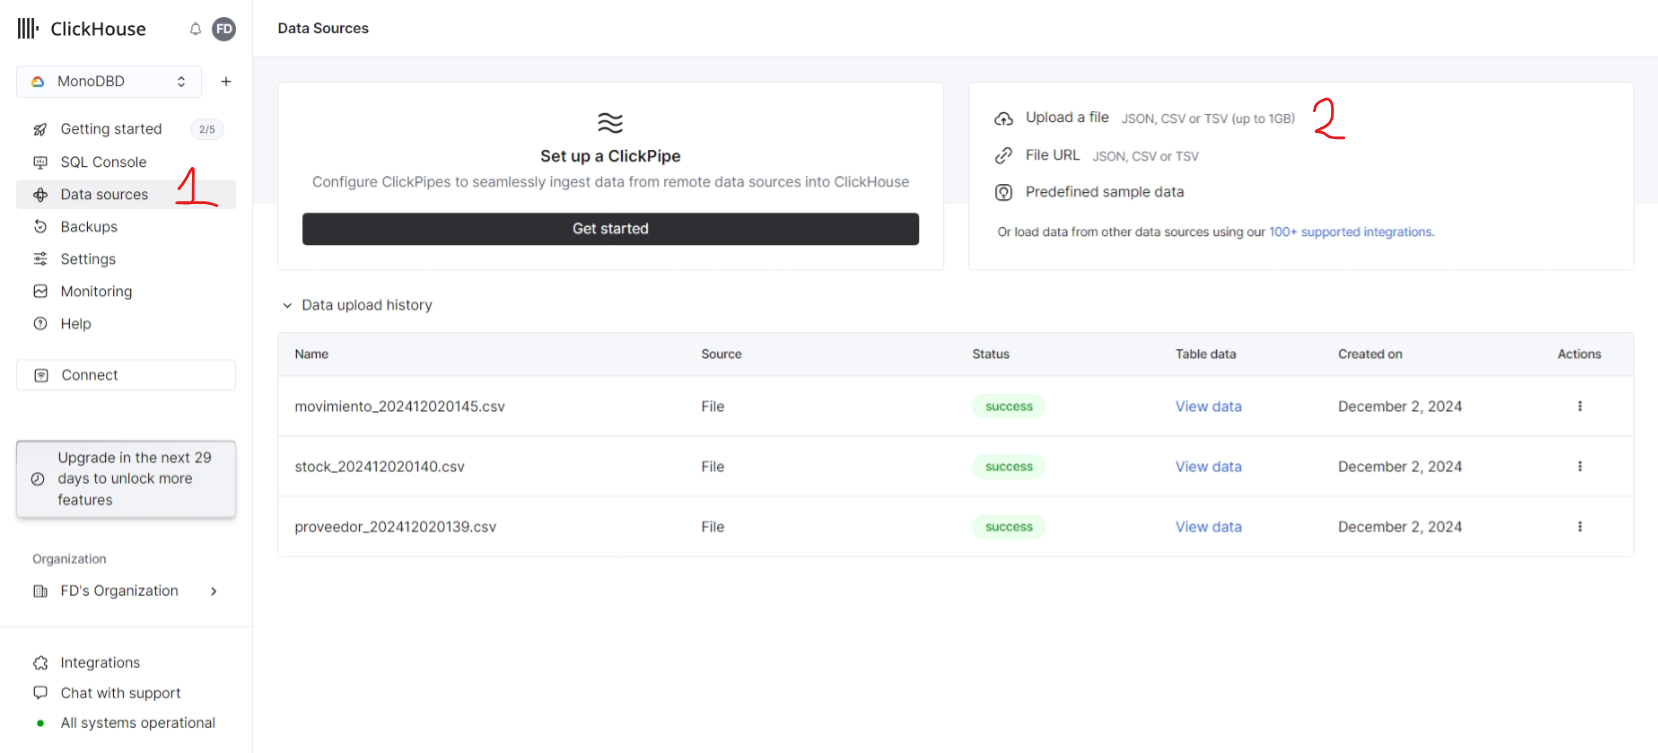 ClickHouse
FD
MonoDBD
Getting started 2/5
SQL Console
Data sources 1
Backups
Settings
Monitoring
Help
Connect
Upgrade in the next 29
days to unlock more
features
Organization
FD's Organization
Integrations
Chat with support
All systems operational
Data Sources
Set up a ClickPipe
Configure ClickPipes to seamlessly ingest data from remote data sources into ClickHouse
Get started
Upload a file JSON, CSV or TSV (up to 1GB) 2
File URL JSON, CSV or TSV
Predefined sample data
Or load data from other data sources using our 100+ supported integrations.
Data upload history
Name Source Status Table data Created on Actions
movimiento_202412020145.csv File success View data December 2, 2024
stock_202412020140.csv File success View data December 2, 2024
proveedor_202412020139.csv File success View data December 2, 2024